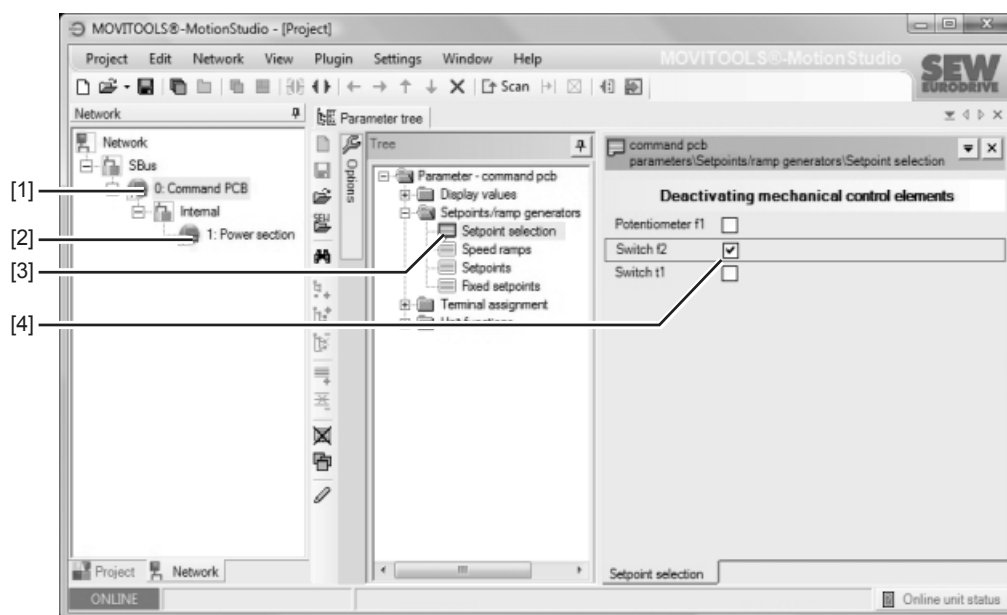 MOVITOOLS®-MotionStudio - [Project]
Project Edit Network View Plugin Settings Window Help MOVITOOLS®-MotionStudio
SEW
EURODRIVE
Scan
Network
Parameter tree
Network
SBus
[1] 0: Command PCB
Internal
[2] 1: Power section
[3]
[4]
Options
SEW
Tree
Parameter - command pcb
Display values
Setpoints/ramp generators
Setpoint selection
Speed ramps
Setpoints
Fixed setpoints
Terminal assignment
Unit functions
command pcb
parameters\Setpoints/ramp generators\Setpoint selection
Deactivating mechanical control elements
Potentiometer f1
Switch f2
Switch t1
Project Network
Setpoint selection
ONLINE
Online unit status